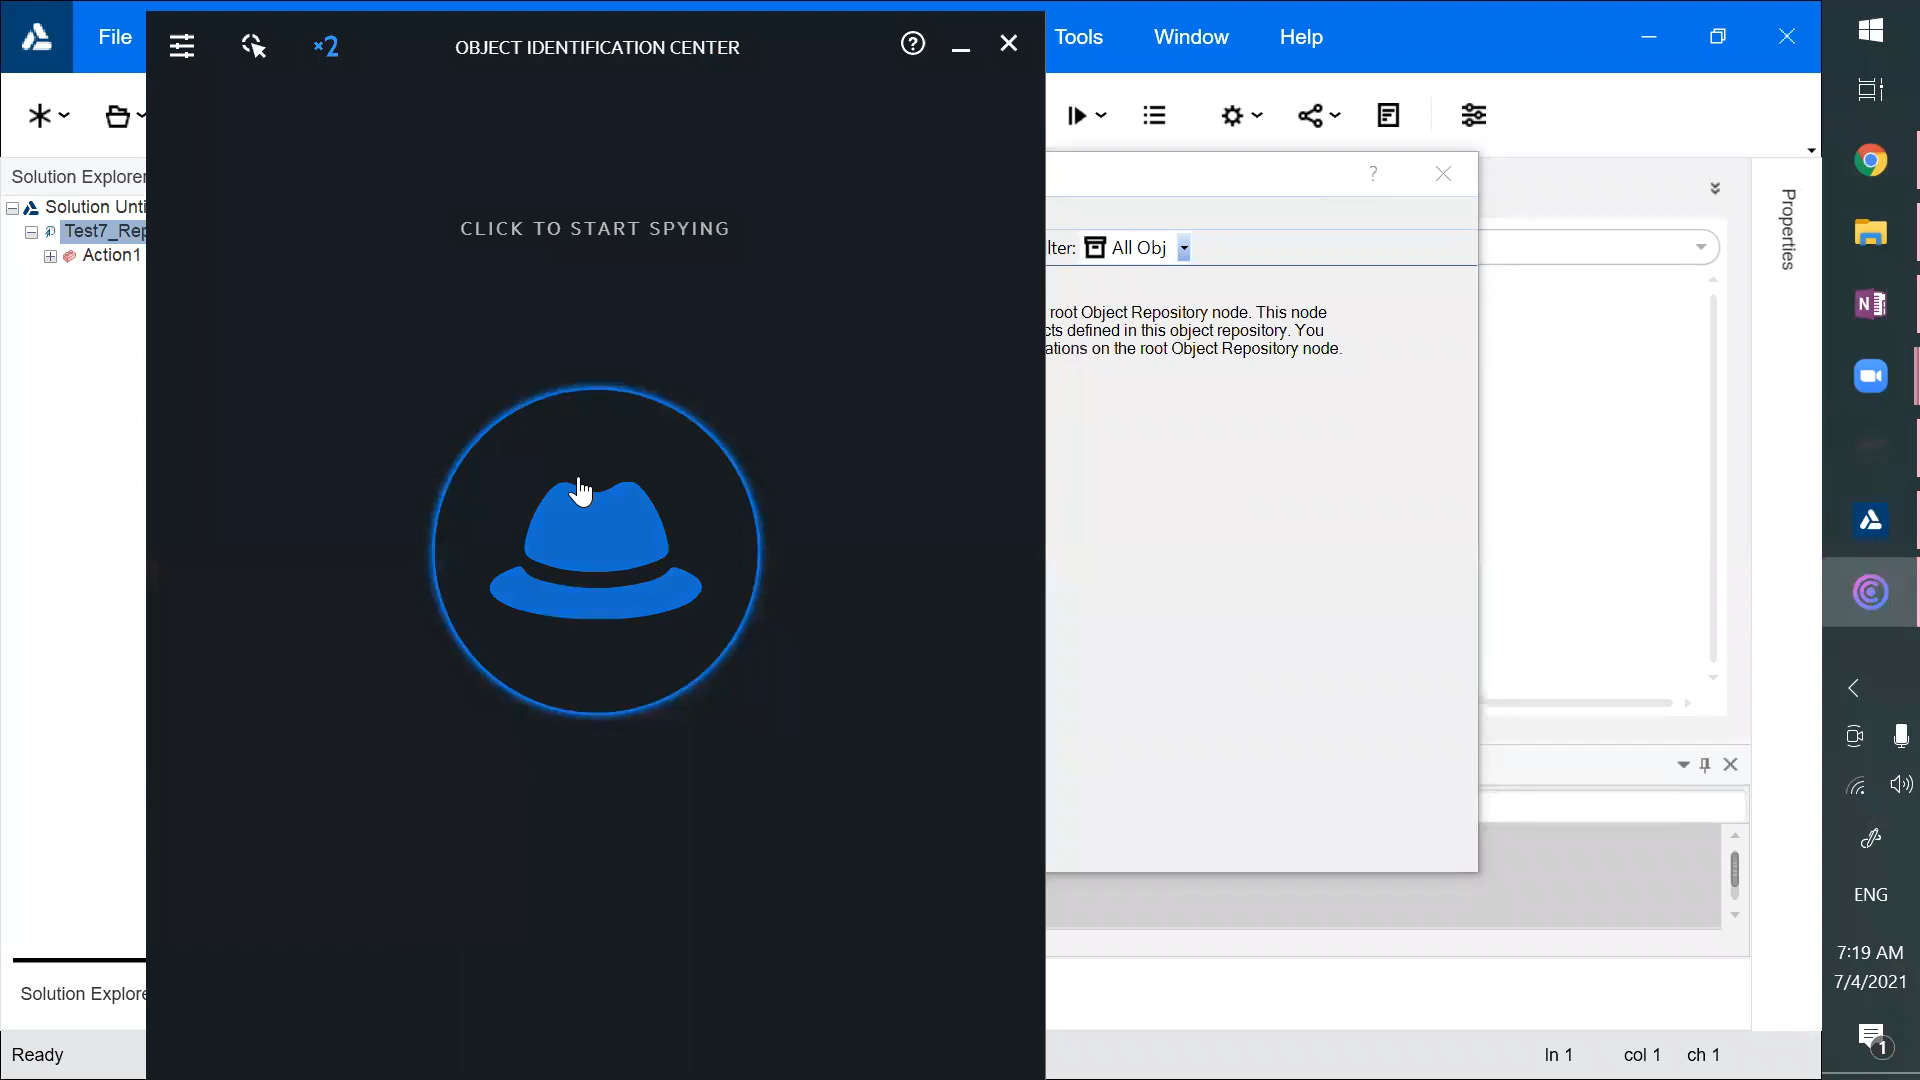 File
×2
OBJECT IDENTIFICATION CENTER
Tools
Window
Help
Solution Explorer
Solution Unti
Test7_Rep
Action1
CLICK TO START SPYING
lter:
All Obj
root Object Repository node. This node
cts defined in this object repository. You
ations on the root Object Repository node.
Properties
Solution Explore
Ready
ln 1
col 1
ch 1
N
ENG
7:19 AM
7/4/2021
1